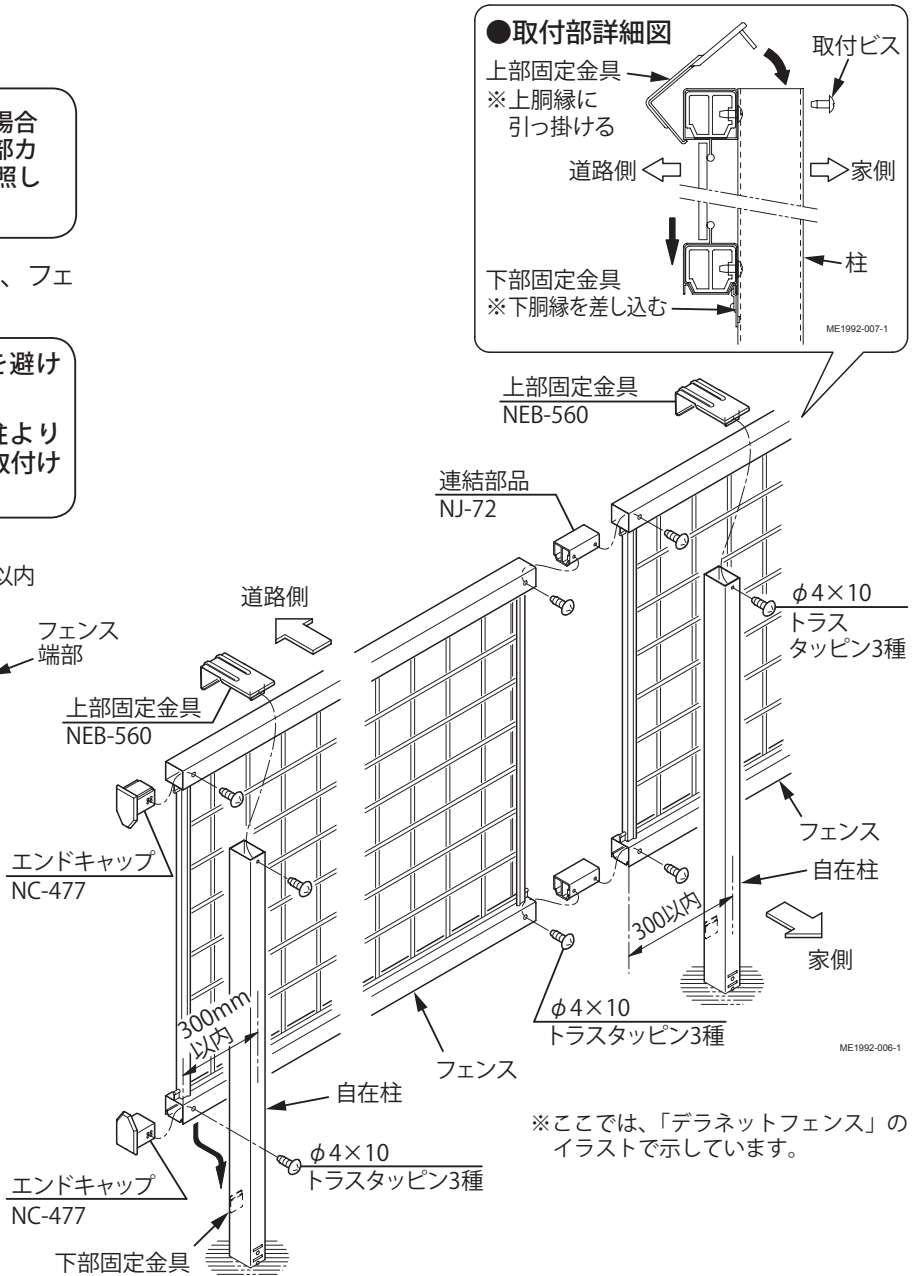 ●取付部詳細図
上部固定金具
※上胴縁に
引っ掛ける
取付ビス
道路側
家側
柱
下部固定金具
※下胴縁を差し込む
ME1992-007-1
場合
部カ
照し
、フェ
を避け
柱より
取付け
以内
フェンス
端部
道路側
上部固定金具
NEB-560
連結部品
NJ-72
φ4×10
トラス
タッピン3種
上部固定金具
NEB-560
エンドキャップ
NC-477
フェンス
自在柱
300以内
家側
300mm
以内
φ4×10
トラスタッピン3種
ME1992-006-1
フェンス
自在柱
φ4×10
トラスタッピン3種
エンドキャップ
NC-477
下部固定金具
※ここでは、「デラネットフェンス」の
イラストで示しています。